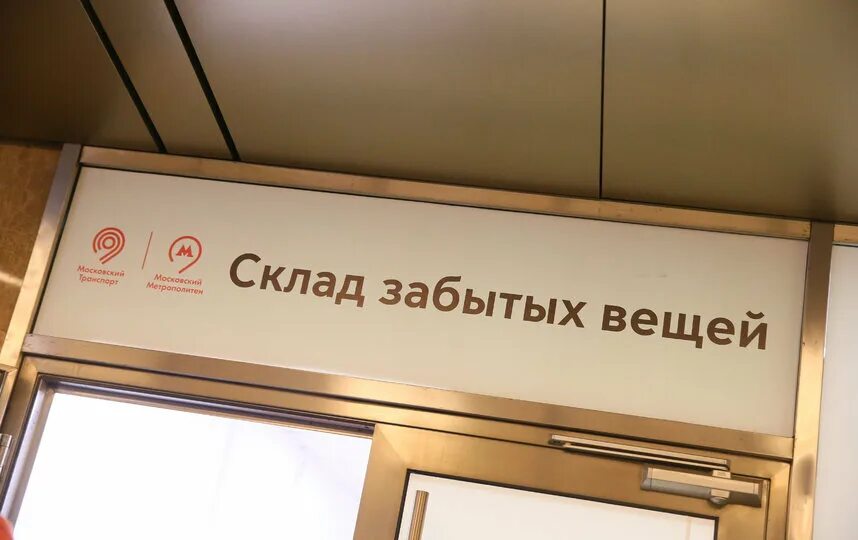 Московский
Транспорт
М
Московский
Метрополитен
Склад забытых вещей